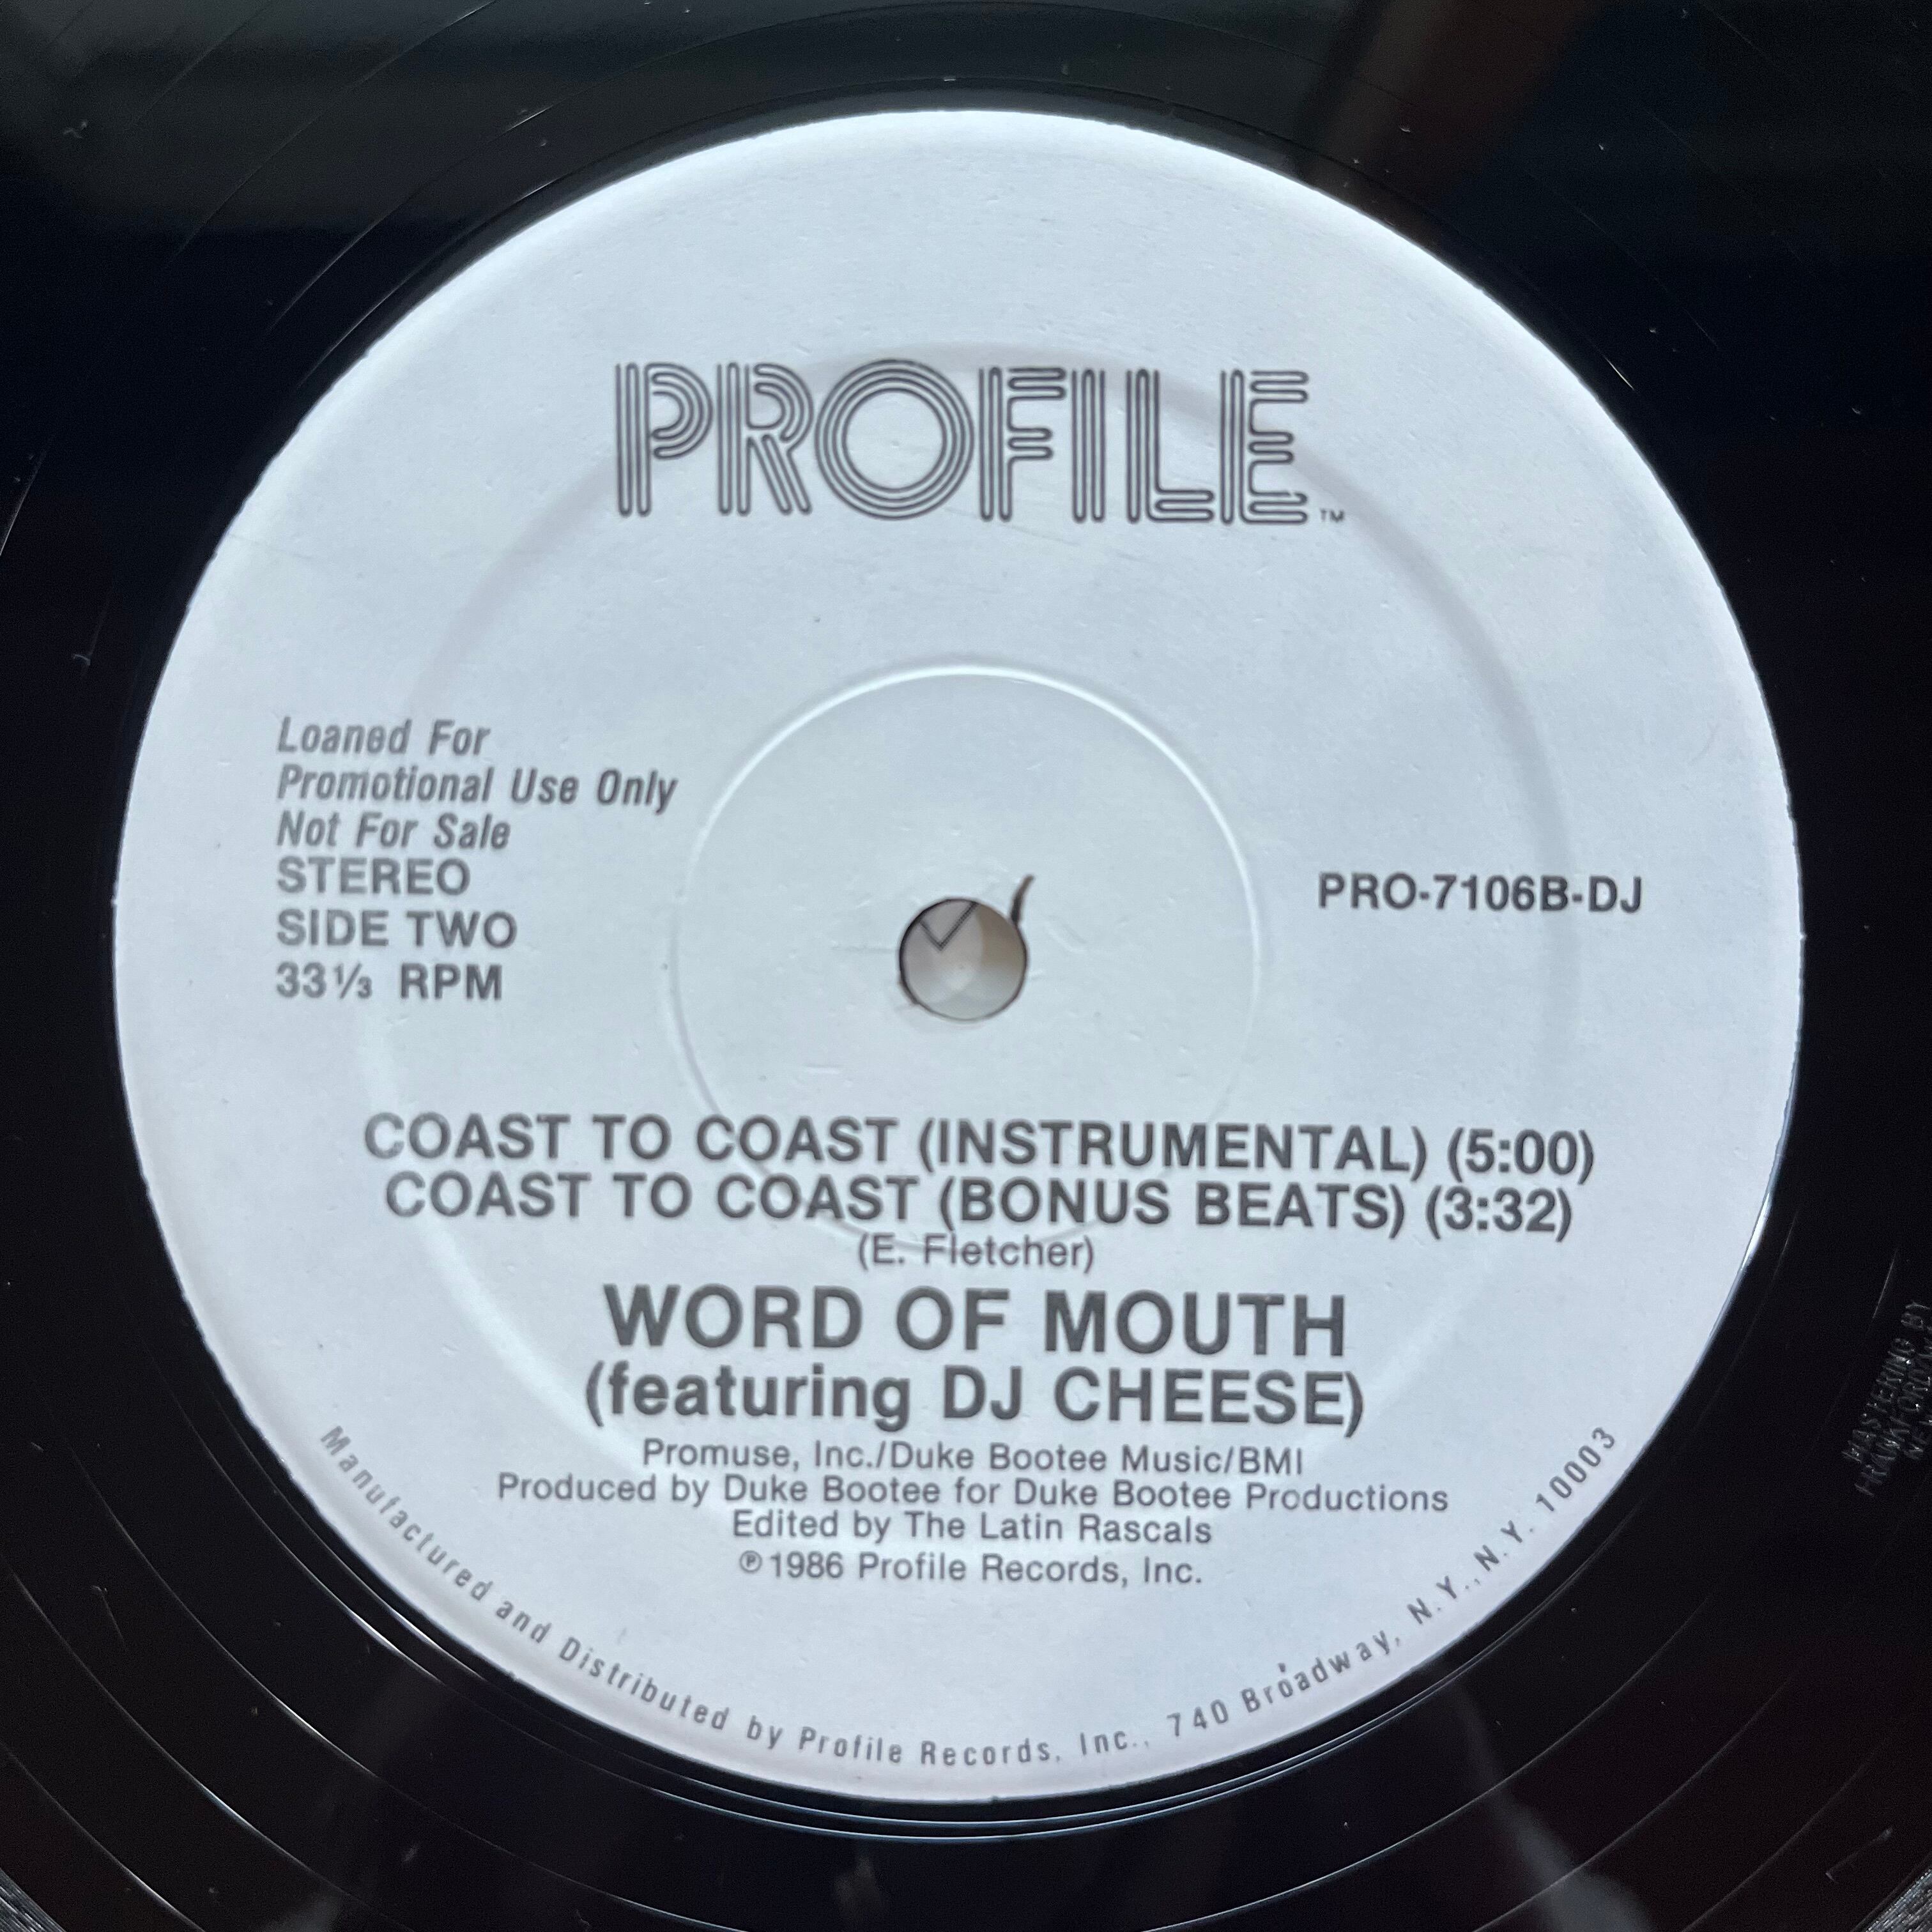 PROFILE™
Loaned For
Promotional Use Only
Not For Sale
STEREO
SIDE TWO
33⅓ RPM
PRO-7106B-DJ
COAST TO COAST (INSTRUMENTAL) (5:00)
COAST TO COAST (BONUS BEATS) (3:32)
(E. Fletcher)
WORD OF MOUTH
(featuring DJ CHEESE)
Promuse, Inc./Duke Bootee Music/BMI
Produced by Duke Bootee for Duke Bootee Productions
Edited by The Latin Rascals
℗1986 Profile Records, Inc.
Manufactured and Distributed by Profile Records, Inc., 740 Broadway, N.Y., N.Y. 10003
MASTERING BY